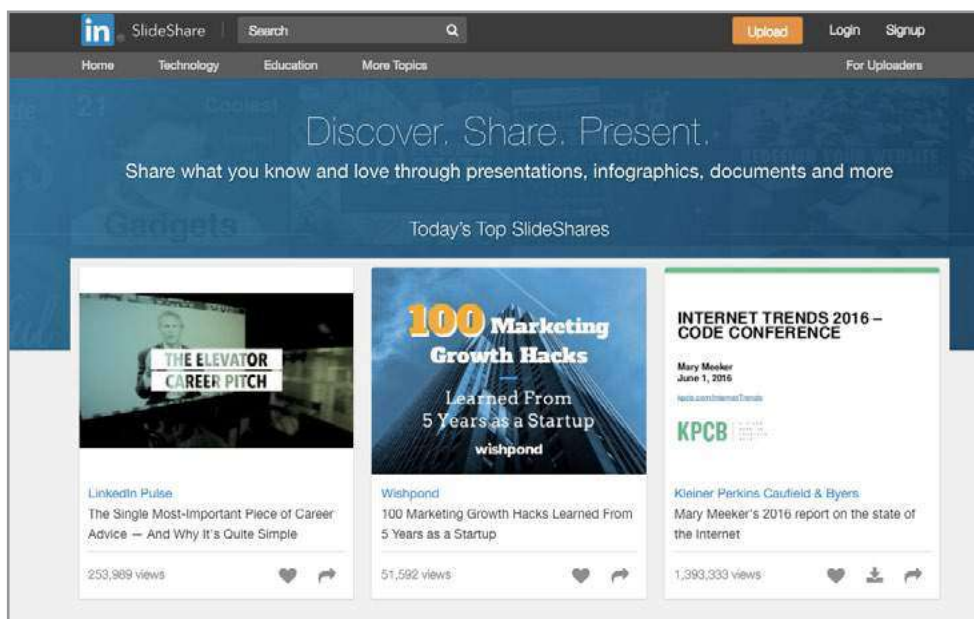 in SlideShare Search Upload Login Signup
Home Technology Education More Topics For Uploaders
21 Coolest
Gadgets
Discover. Share. Present.
Share what you know and love through presentations, infographics, documents and more
Today's Top SlideShares
THE ELEVATOR
CAREER PITCH
LinkedIn Pulse
The Single Most-Important Piece of Career
Advice — And Why It's Quite Simple
253,989 views
100 Marketing
Growth Hacks
Learned From
5 Years as a Startup
wishpond
Wishpond
100 Marketing Growth Hacks Learned From
5 Years as a Startup
51,592 views
INTERNET TRENDS 2016 –
CODE CONFERENCE
Mary Meeker
June 1, 2016
KPCB
Kleiner Perkins Caufield & Byers
Mary Meeker's 2016 report on the state of
the Internet
1,393,333 views